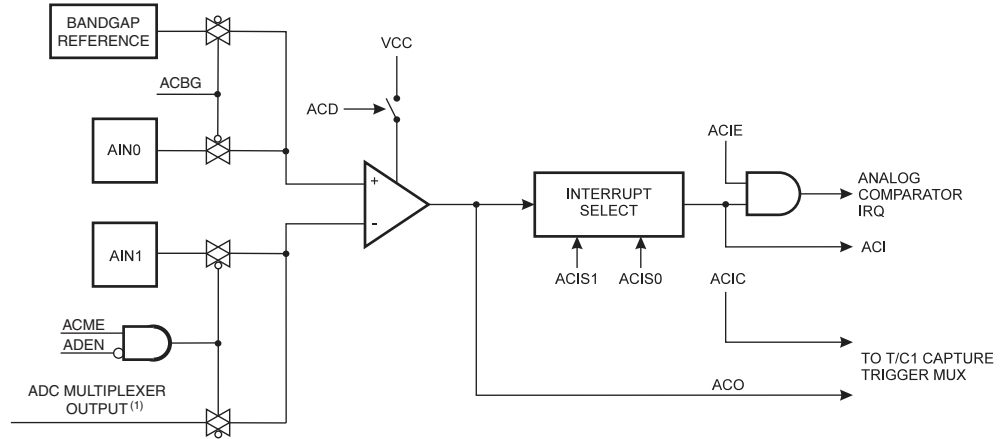 BANDGAP
REFERENCE
VCC
ACBG
ACD
AIN0
ACIE
+
INTERRUPT
SELECT
ANALOG
COMPARATOR
IRQ
-
AIN1
ACI
ACIS1 ACIS0
ACIC
ACME
ADEN
TO T/C1 CAPTURE
TRIGGER MUX
ADC MULTIPLEXER
OUTPUT (1)
ACO